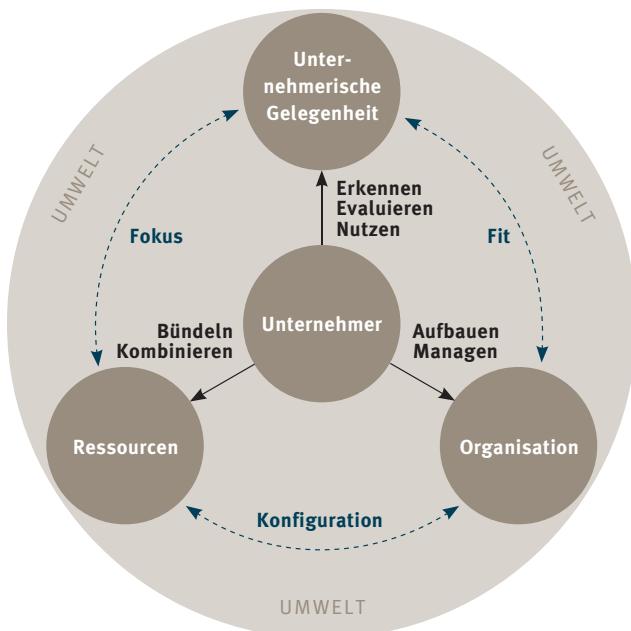 Unter-
nehmerische
Gelegenheit
UMWELT
UMWELT
Erkennen
Evaluieren
Nutzen
Fokus
Fit
Bündeln
Kombinieren
Unternehmer
Aufbauen
Managen
Ressourcen
Organisation
Konfiguration
UMWELT